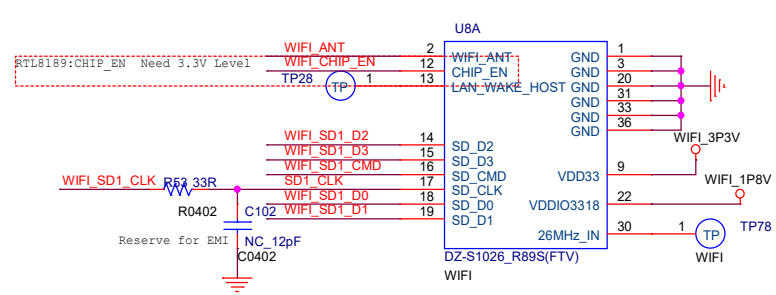 U8A
WIFI_ANT 2 WIFI_ANT GND 1
RTL8189:CHIP_EN Need 3.3V Level WIFI_CHIP_EN 12 CHIP_EN GND 3
TP28 TP 1 13 LAN_WAKE_HOST GND 20
GND 31
GND 33
GND 36
WIFI_3P3V
WIFI_SD1_D2 14 SD_D2
WIFI_SD1_D3 15 SD_D3
WIFI_SD1_CMD 16 SD_CMD VDD33 9
WIFI_SD1_CLK R53 33R SD1_CLK 17 SD_CLK WIFI_1P8V
R0402 C102 WIFI_SD1_D0 18 SD_D0 VDDIO3318 22
WIFI_SD1_D1 19 SD_D1
Reserve for EMI NC_12pF 26MHz_IN 30 1 TP TP78
C0402 DZ-S1026_R89S(FTV) WIFI
WIFI